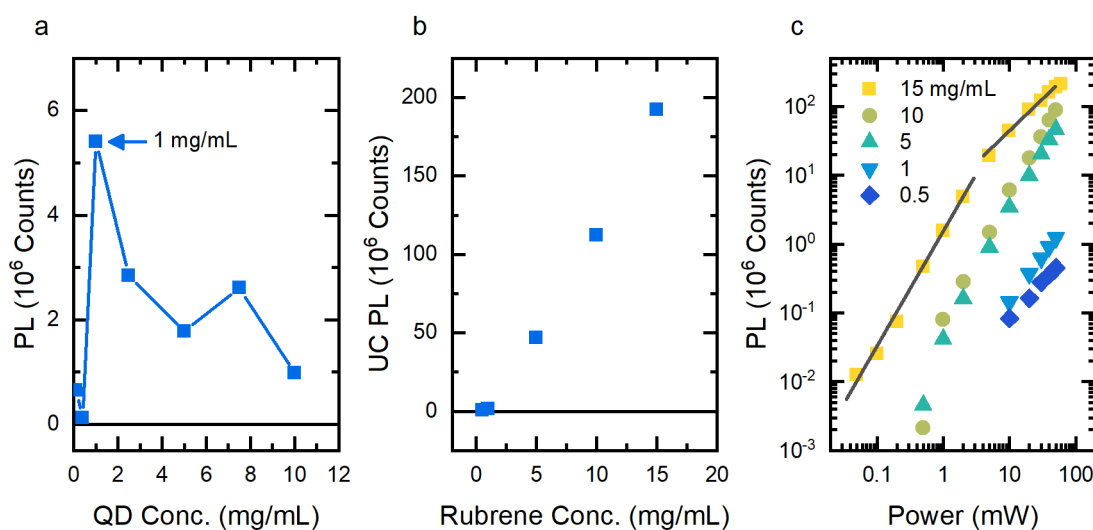 a
PL (10⁶ Counts)
6
4
2
0
1 mg/mL
0 2 4 6 8 10 12
QD Conc. (mg/mL)
b
UC PL (10⁶ Counts)
200
150
100
50
0
0 5 10 15 20
Rubrene Conc. (mg/mL)
c
PL (10⁶ Counts)
10²
10¹
10⁰
10⁻¹
10⁻²
10⁻³
15 mg/mL
10
5
1
0.5
0.1 1 10 100
Power (mW)